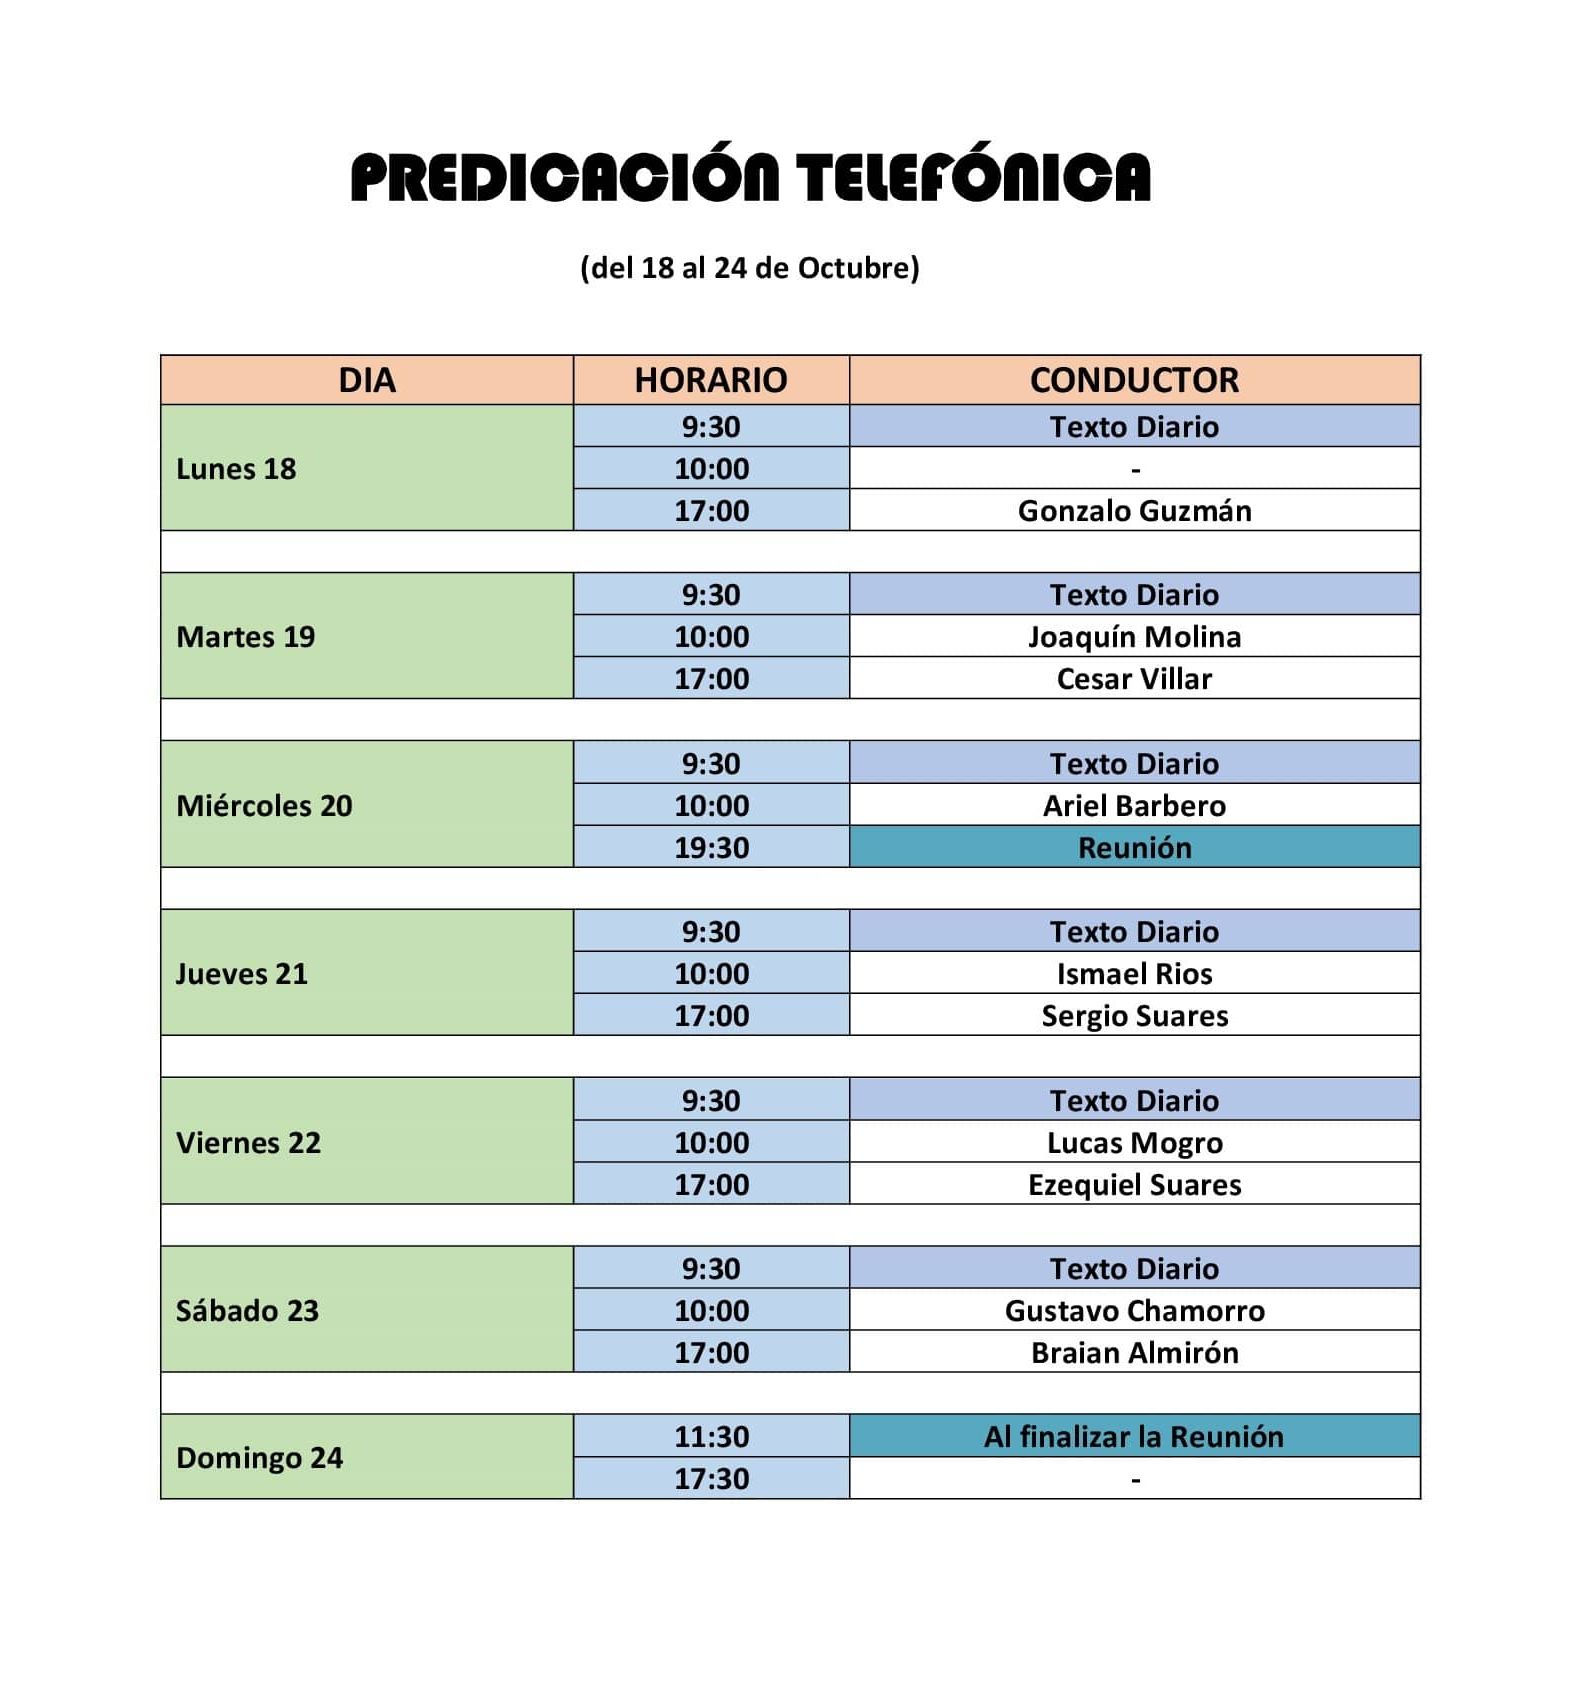 PREDICACIÓN TELEFÓNICA
(del 18 al 24 de Octubre)
DIA HORARIO CONDUCTOR
Lunes 18
9:30 Texto Diario
10:00 -
17:00 Gonzalo Guzmán
Martes 19
9:30 Texto Diario
10:00 Joaquín Molina
17:00 Cesar Villar
Miércoles 20
9:30 Texto Diario
10:00 Ariel Barbero
19:30 Reunión
Jueves 21
9:30 Texto Diario
10:00 Ismael Rios
17:00 Sergio Suares
Viernes 22
9:30 Texto Diario
10:00 Lucas Mogro
17:00 Ezequiel Suares
Sábado 23
9:30 Texto Diario
10:00 Gustavo Chamorro
17:00 Braian Almirón
Domingo 24
11:30 Al finalizar la Reunión
17:30 -